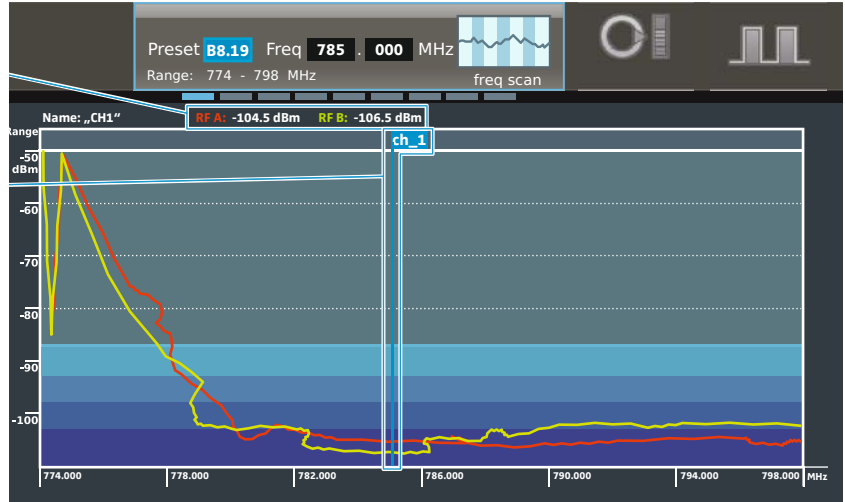 Preset B8.19 Freq 785 . 000 MHz
Range: 774 - 798 MHz
freq scan
Name: „CH1“ RF A: -104.5 dBm RF B: -106.5 dBm
Range
ch_1
-50
dBm
-60
-70
-80
-90
-100
774.000 778.000 782.000 786.000 790.000 794.000 798.000 MHz